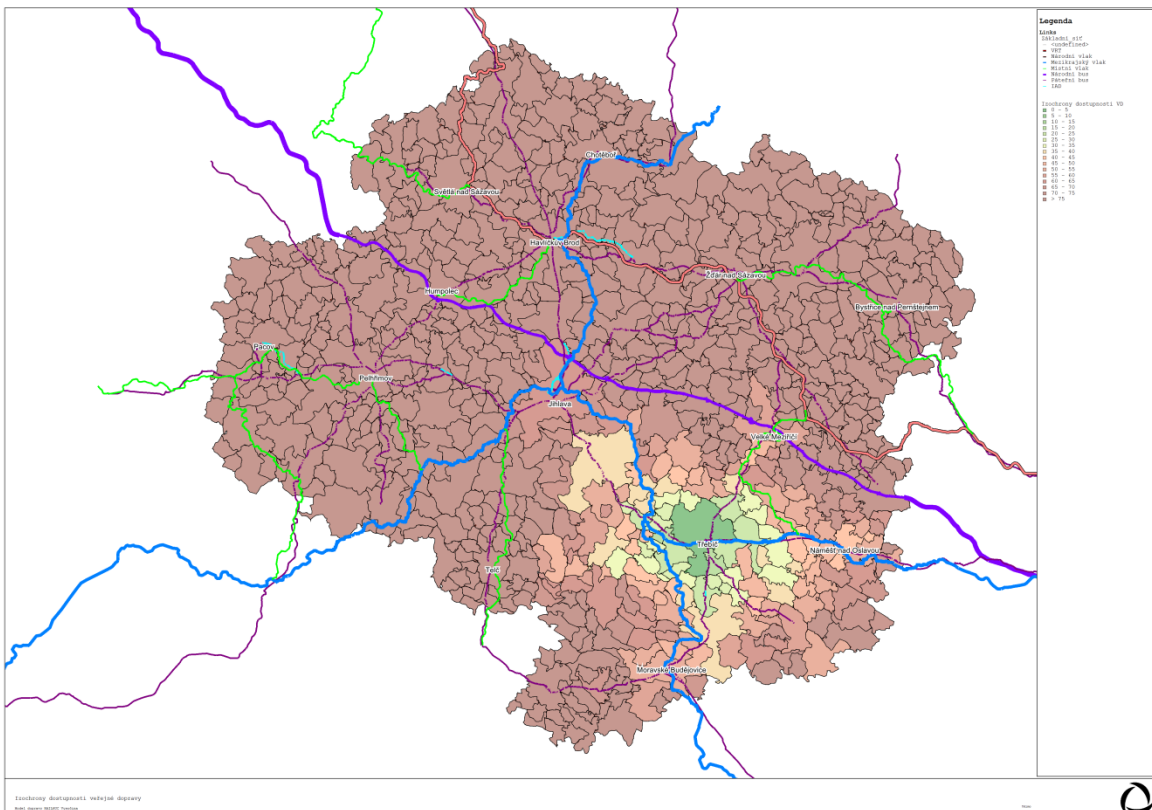 Legenda
Links
Základní_síť
<undefined>
VRT
Národní vlak
Mezikrajský vlak
Místní vlak
Národní bus
Páteřní bus
IAD
Izochrony dostupnosti VD
0 - 5
5 - 10
10 - 15
15 - 20
20 - 25
25 - 30
30 - 35
35 - 40
40 - 45
45 - 50
50 - 55
55 - 60
60 - 65
65 - 70
70 - 75
> 75
Chotěboř
Světlá nad Sázavou
Havlíčkův Brod
Žďár nad Sázavou
Humpolec
Bystřice nad Pernštejnem
Pacov
Pelhřimov
Jihlava
Velké Meziříčí
Třebíč
Náměšť nad Oslavou
Telč
Moravské Budějovice
Izochrony dostupnosti veřejné dopravy